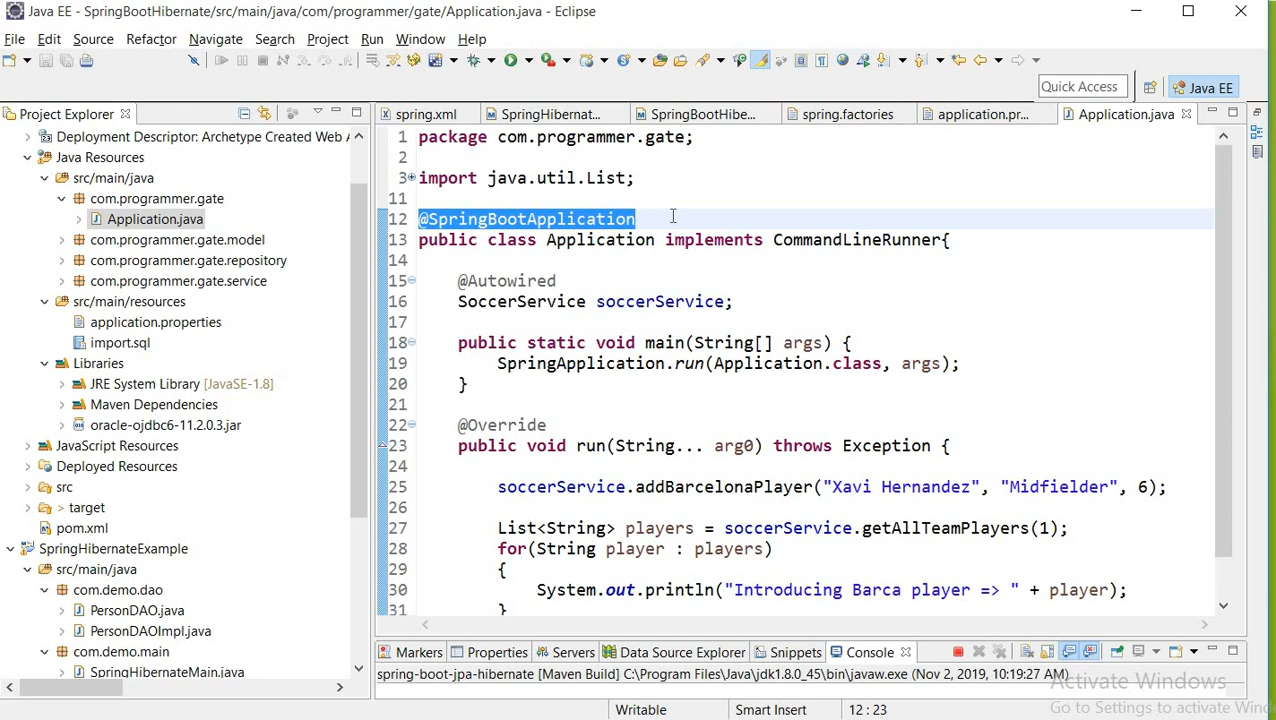 Java EE - SpringBootHibernate/src/main/java/com/programmer/gate/Application.java - Eclipse
File Edit Source Refactor Navigate Search Project Run Window Help
Quick Access Java EE
Project Explorer
Deployment Descriptor: Archetype Created Web A
Java Resources
src/main/java
com.programmer.gate
Application.java
com.programmer.gate.model
com.programmer.gate.repository
com.programmer.gate.service
src/main/resources
application.properties
import.sql
Libraries
JRE System Library [JavaSE-1.8]
Maven Dependencies
oracle-ojdbc6-11.2.0.3.jar
JavaScript Resources
Deployed Resources
src
> target
pom.xml
SpringHibernateExample
src/main/java
com.demo.dao
PersonDAO.java
PersonDAOImpl.java
com.demo.main
SpringHibernateMain.java
spring.xml SpringHibernat... SpringBootHibe... spring.factories application.pr... Application.java
1 package com.programmer.gate;
2
3 import java.util.List;
11
12 @SpringBootApplication
13 public class Application implements CommandLineRunner{
14
15 @Autowired
16 SoccerService soccerService;
17
18 public static void main(String[] args) {
19 SpringApplication.run(Application.class, args);
20 }
21
22 @Override
23 public void run(String... arg0) throws Exception {
24
25 soccerService.addBarcelonaPlayer("Xavi Hernandez", "Midfielder", 6);
26
27 List<String> players = soccerService.getAllTeamPlayers(1);
28 for(String player : players)
29 {
30 System.out.println("Introducing Barca player => " + player);
31 }
Markers Properties Servers Data Source Explorer Snippets Console
spring-boot-jpa-hibernate [Maven Build] C:\Program Files\Java\jdk1.8.0_45\bin\javaw.exe (Nov 2, 2019, 10:19:27 AM)
Activate Windows
Go to Settings to activate Wind
Writable Smart Insert 12 : 23